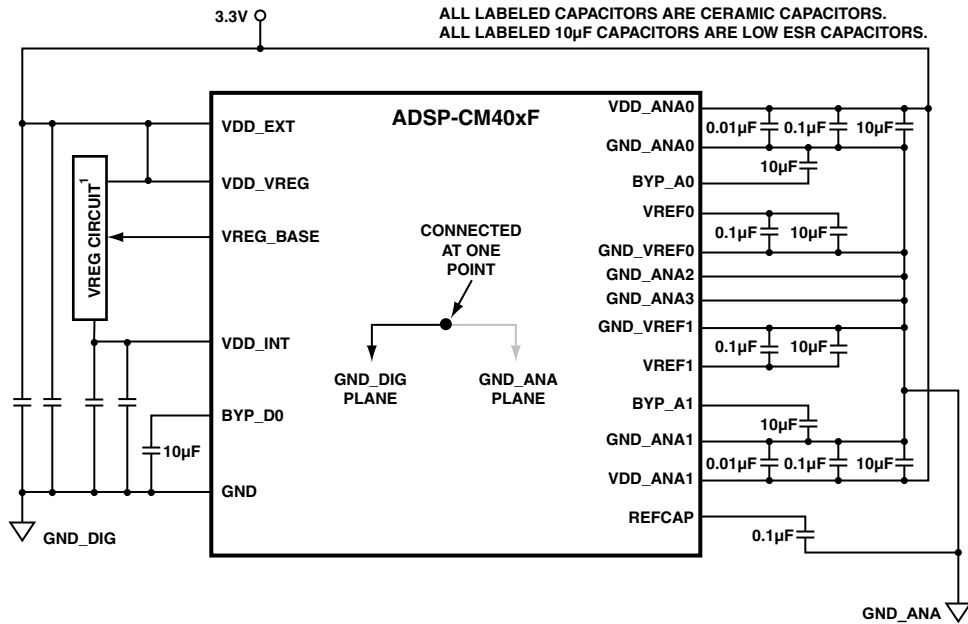 3.3V
ALL LABELED CAPACITORS ARE CERAMIC CAPACITORS.
ALL LABELED 10µF CAPACITORS ARE LOW ESR CAPACITORS.
ADSP-CM40xF
VDD_EXT
VDD_VREG
VREG CIRCUIT1
VREG_BASE
VDD_INT
BYP_D0
10µF
GND
GND_DIG
CONNECTED
AT ONE
POINT
GND_DIG
PLANE
GND_ANA
PLANE
VDD_ANA0
0.01µF 0.1µF 10µF
GND_ANA0
10µF
BYP_A0
VREF0
0.1µF 10µF
GND_VREF0
GND_ANA2
GND_ANA3
GND_VREF1
0.1µF 10µF
VREF1
BYP_A1
10µF
GND_ANA1
0.01µF 0.1µF 10µF
VDD_ANA1
REFCAP
0.1µF
GND_ANA